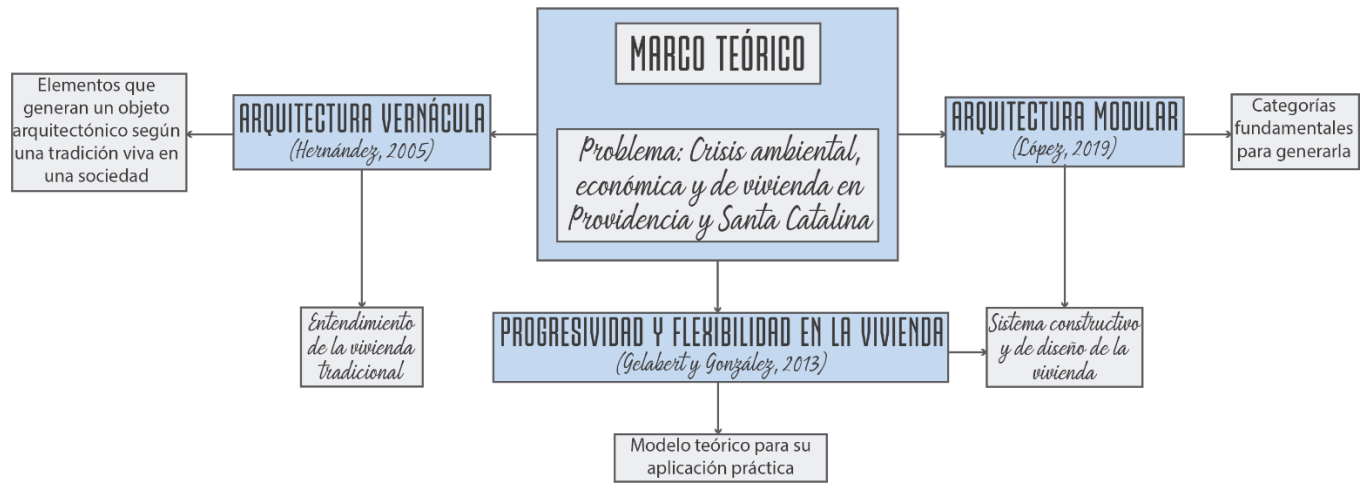 MARCO TEÓRICO
Problema: Crisis ambiental,
económica y de vivienda en
Providencia y Santa Catalina
Elementos que
generan un objeto
arquitectónico según
una tradición viva en
una sociedad
ARQUITECTURA VERNÁCULA
(Hernández, 2005)
ARQUITECTURA MODULAR
(López, 2019)
Categorías
fundamentales
para generarla
Entendimiento
de la vivienda
tradicional
PROGRESIVIDAD Y FLEXIBILIDAD EN LA VIVIENDA
(Gelabert y González, 2013)
Sistema constructivo
y de diseño de la
vivienda
Modelo teórico para su
aplicación práctica